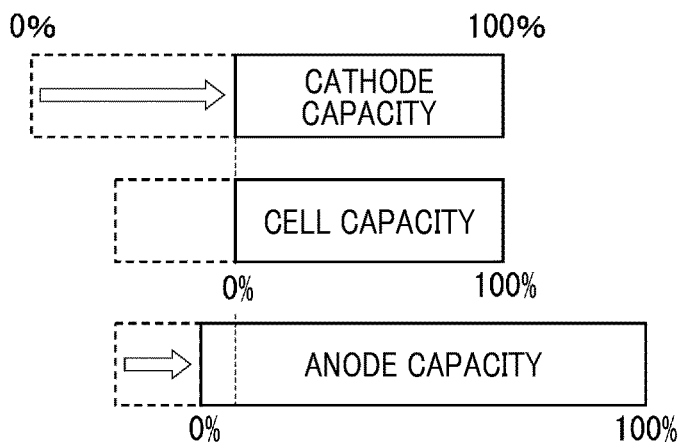 0% 100%
CATHODE
CAPACITY
CELL CAPACITY
0% 100%
ANODE CAPACITY
0% 100%